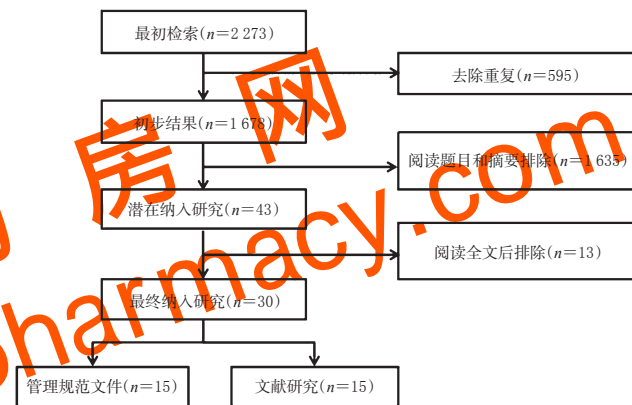 最初检索(n=2 273)
去除重复(n=595)
初步结果(n=1 678)
阅读题目和摘要排除(n=1 635)
潜在纳入研究(n=43)
阅读全文后排除(n=13)
最终纳入研究(n=30)
管理规范文件(n=15)
文献研究(n=15)
房网
pharmacy.com